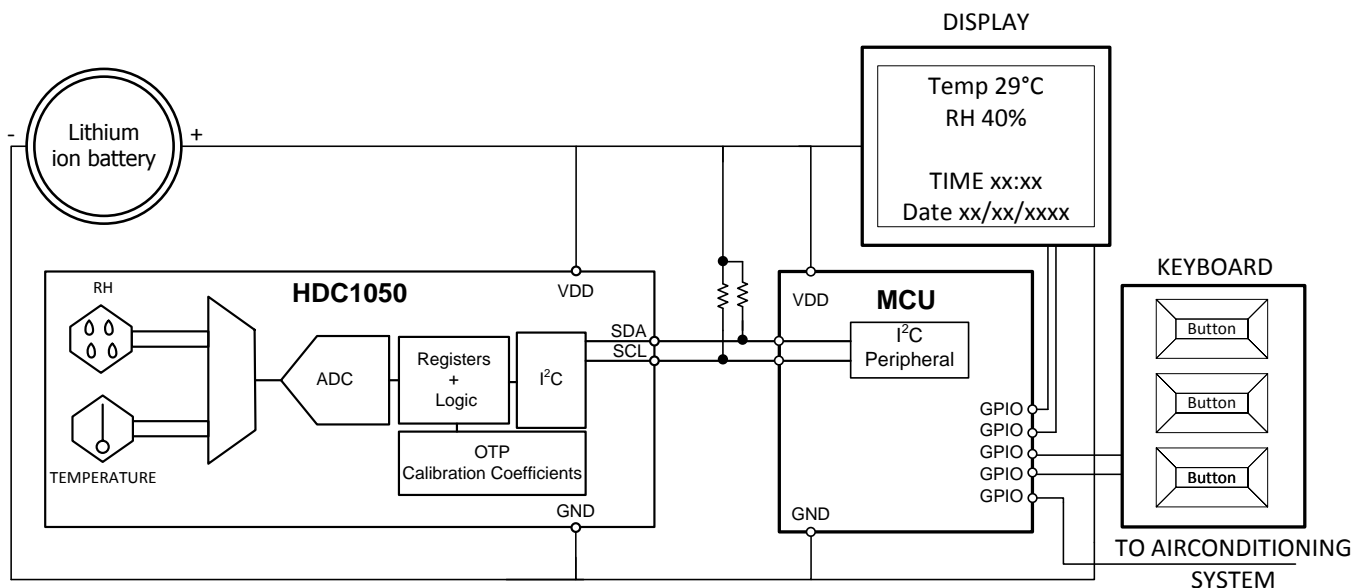 DISPLAY
Temp 29°C
RH 40%
TIME xx:xx
Date xx/xx/xxxx
-
Lithium
ion battery
+
KEYBOARD
Button
Button
Button
HDC1050
RH
TEMPERATURE
ADC
Registers
+
Logic
I²C
OTP
Calibration Coefficients
VDD
SDA
SCL
GND
MCU
VDD
I²C
Peripheral
GPIO
GPIO
GPIO
GPIO
GPIO
GND
TO AIRCONDITIONING
SYSTEM